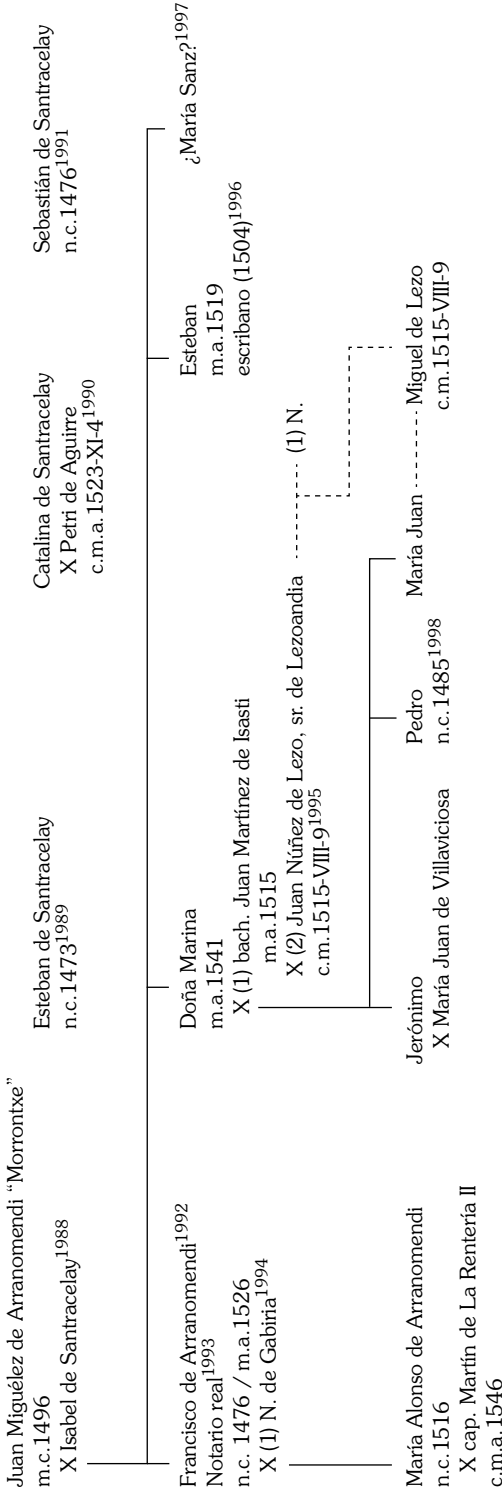 Juan Miguélez de Arranomendi “Morrontxe”
m.c.1496
X Isabel de Santracelay1988
Esteban de Santracelay
n.c.14731989
Catalina de Santracelay
X Petri de Aguirre
c.m.a.1523-XI-41990
Sebastián de Santracelay
n.c.14761991
Francisco de Arranomendi1992
Notario real1993
n.c. 1476 / m.a.1526
X (1) N. de Gabiria1994
Doña Marina
m.a.1541
X (1) bach. Juan Martínez de Isasti
m.a.1515
X (2) Juan Núñez de Lezo, sr. de Lezoandia
c.m.1515-VIII-91995
(1) N.
Esteban
m.a.1519
escribano (1504)1996
¿María Sanz?1997
María Alonso de Arranomendi
n.c.1516
X cap. Martín de La Rentería II
c.m.a.1546
Jerónimo
X María Juan de Villaviciosa
Pedro
n.c.14851998
María Juan
Miguel de Lezo
c.m.1515-VIII-9